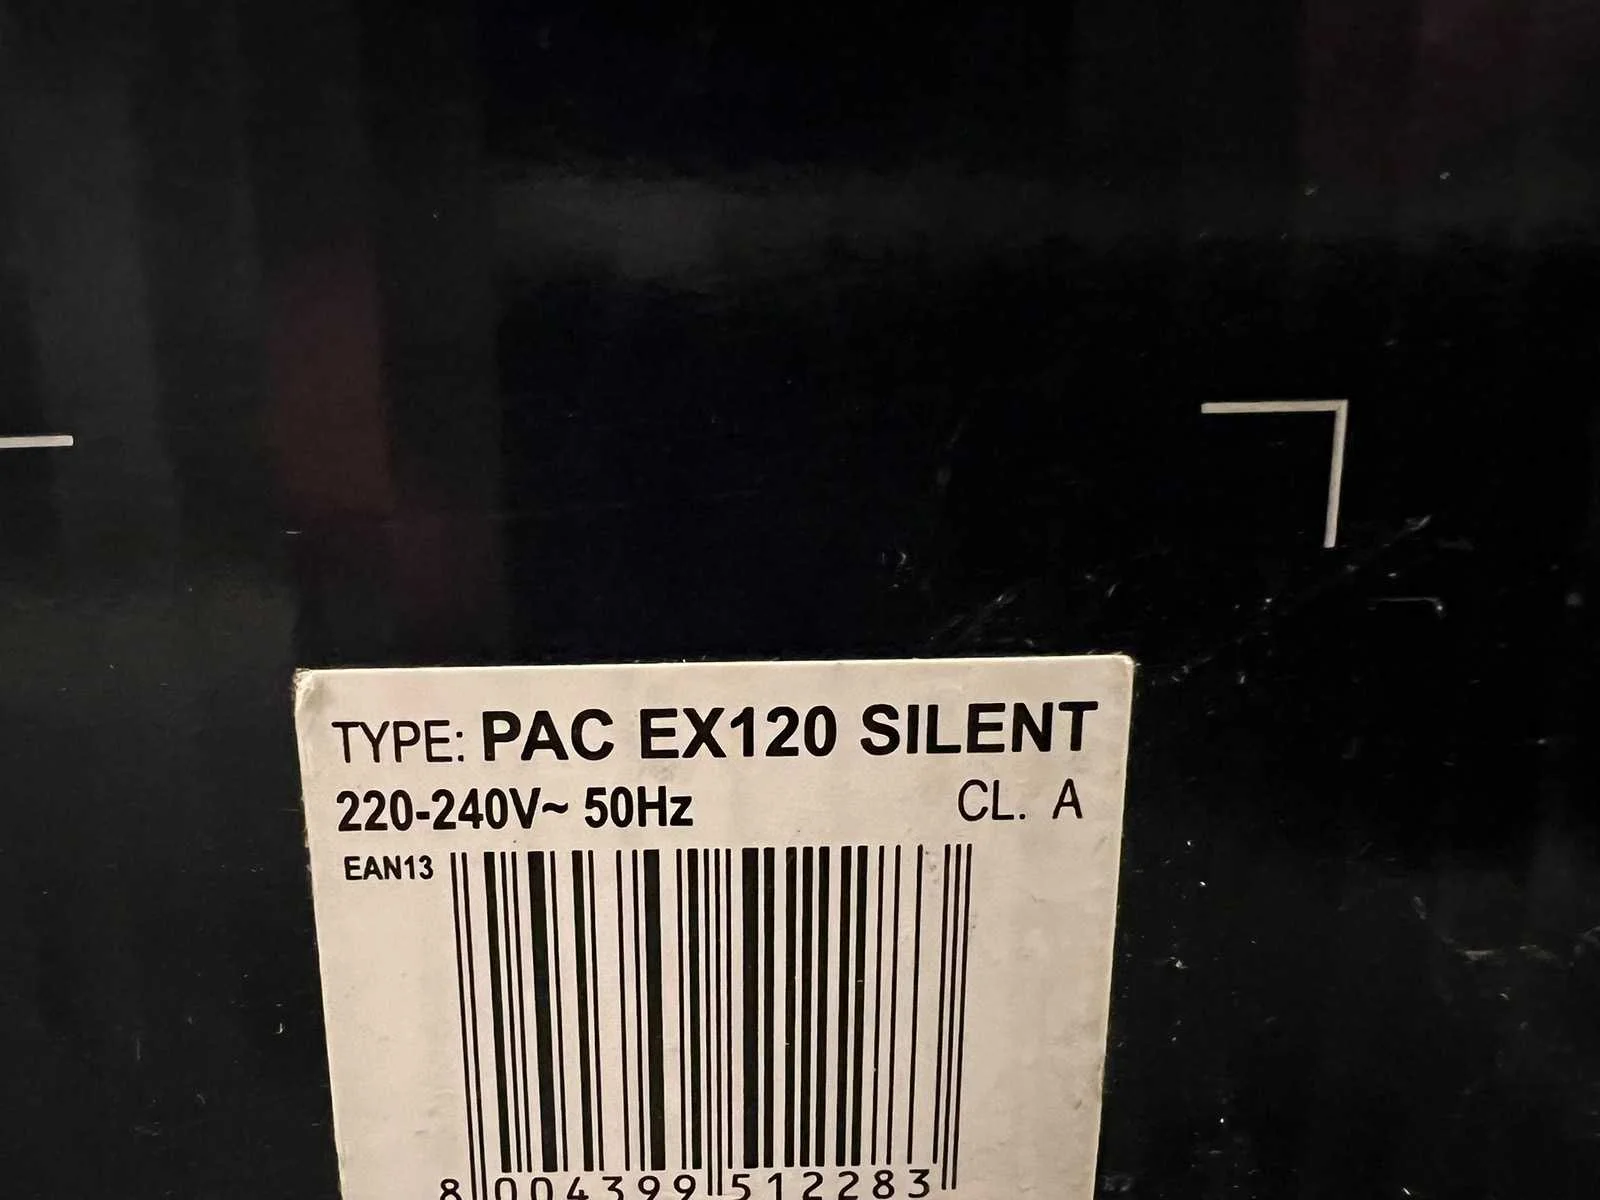 TYPE: PAC EX120 SILENT
220-240V~ 50Hz CL. A
EAN13
8 004399 512283